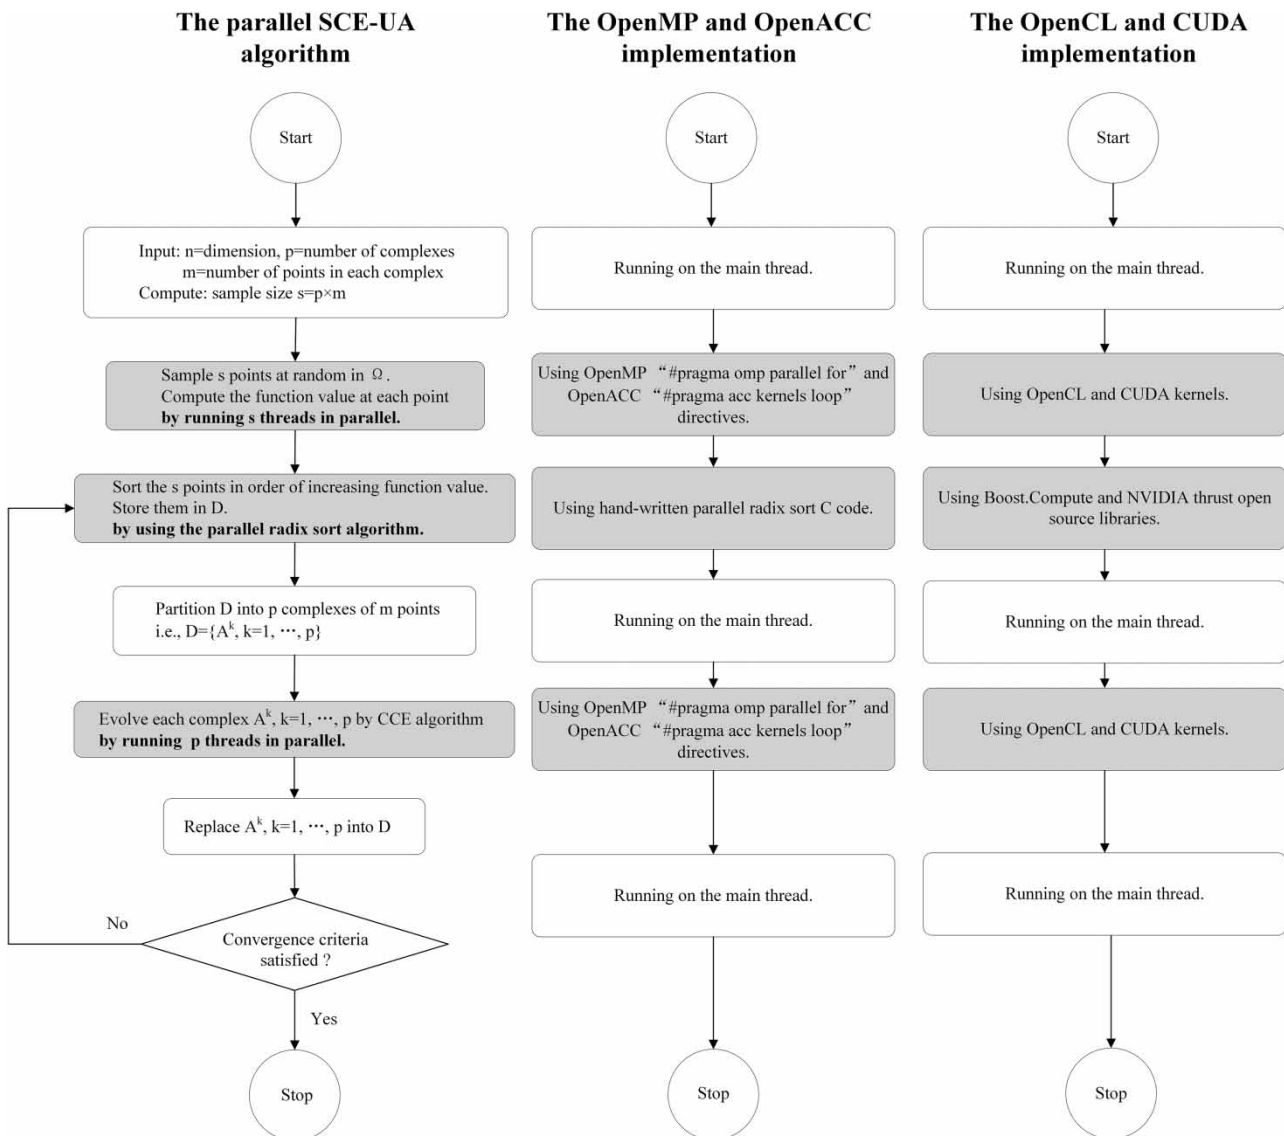 The parallel SCE-UA
algorithm
Start
Input: n=dimension, p=number of complexes
m=number of points in each complex
Compute: sample size s=p×m
Sample s points at random in Ω.
Compute the function value at each point
by running s threads in parallel.
Sort the s points in order of increasing function value.
Store them in D.
by using the parallel radix sort algorithm.
Partition D into p complexes of m points
i.e., D={A^k, k=1, ···, p}
Evolve each complex A^k, k=1, ···, p by CCE algorithm
by running p threads in parallel.
Replace A^k, k=1, ···, p into D
Convergence criteria
satisfied ?
No
Yes
Stop
The OpenMP and OpenACC
implementation
Start
Running on the main thread.
Using OpenMP “#pragma omp parallel for” and
OpenACC “#pragma acc kernels loop”
directives.
Using hand-written parallel radix sort C code.
Running on the main thread.
Using OpenMP “#pragma omp parallel for” and
OpenACC “#pragma acc kernels loop”
directives.
Running on the main thread.
Stop
The OpenCL and CUDA
implementation
Start
Running on the main thread.
Using OpenCL and CUDA kernels.
Using Boost.Compute and NVIDIA thrust open
source libraries.
Running on the main thread.
Using OpenCL and CUDA kernels.
Running on the main thread.
Stop